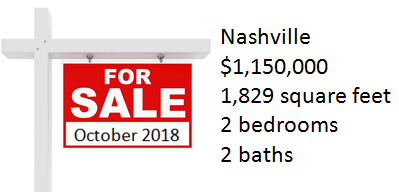 FOR
SALE
October 2018
Nashville
$1,150,000
1,829 square feet
2 bedrooms
2 baths